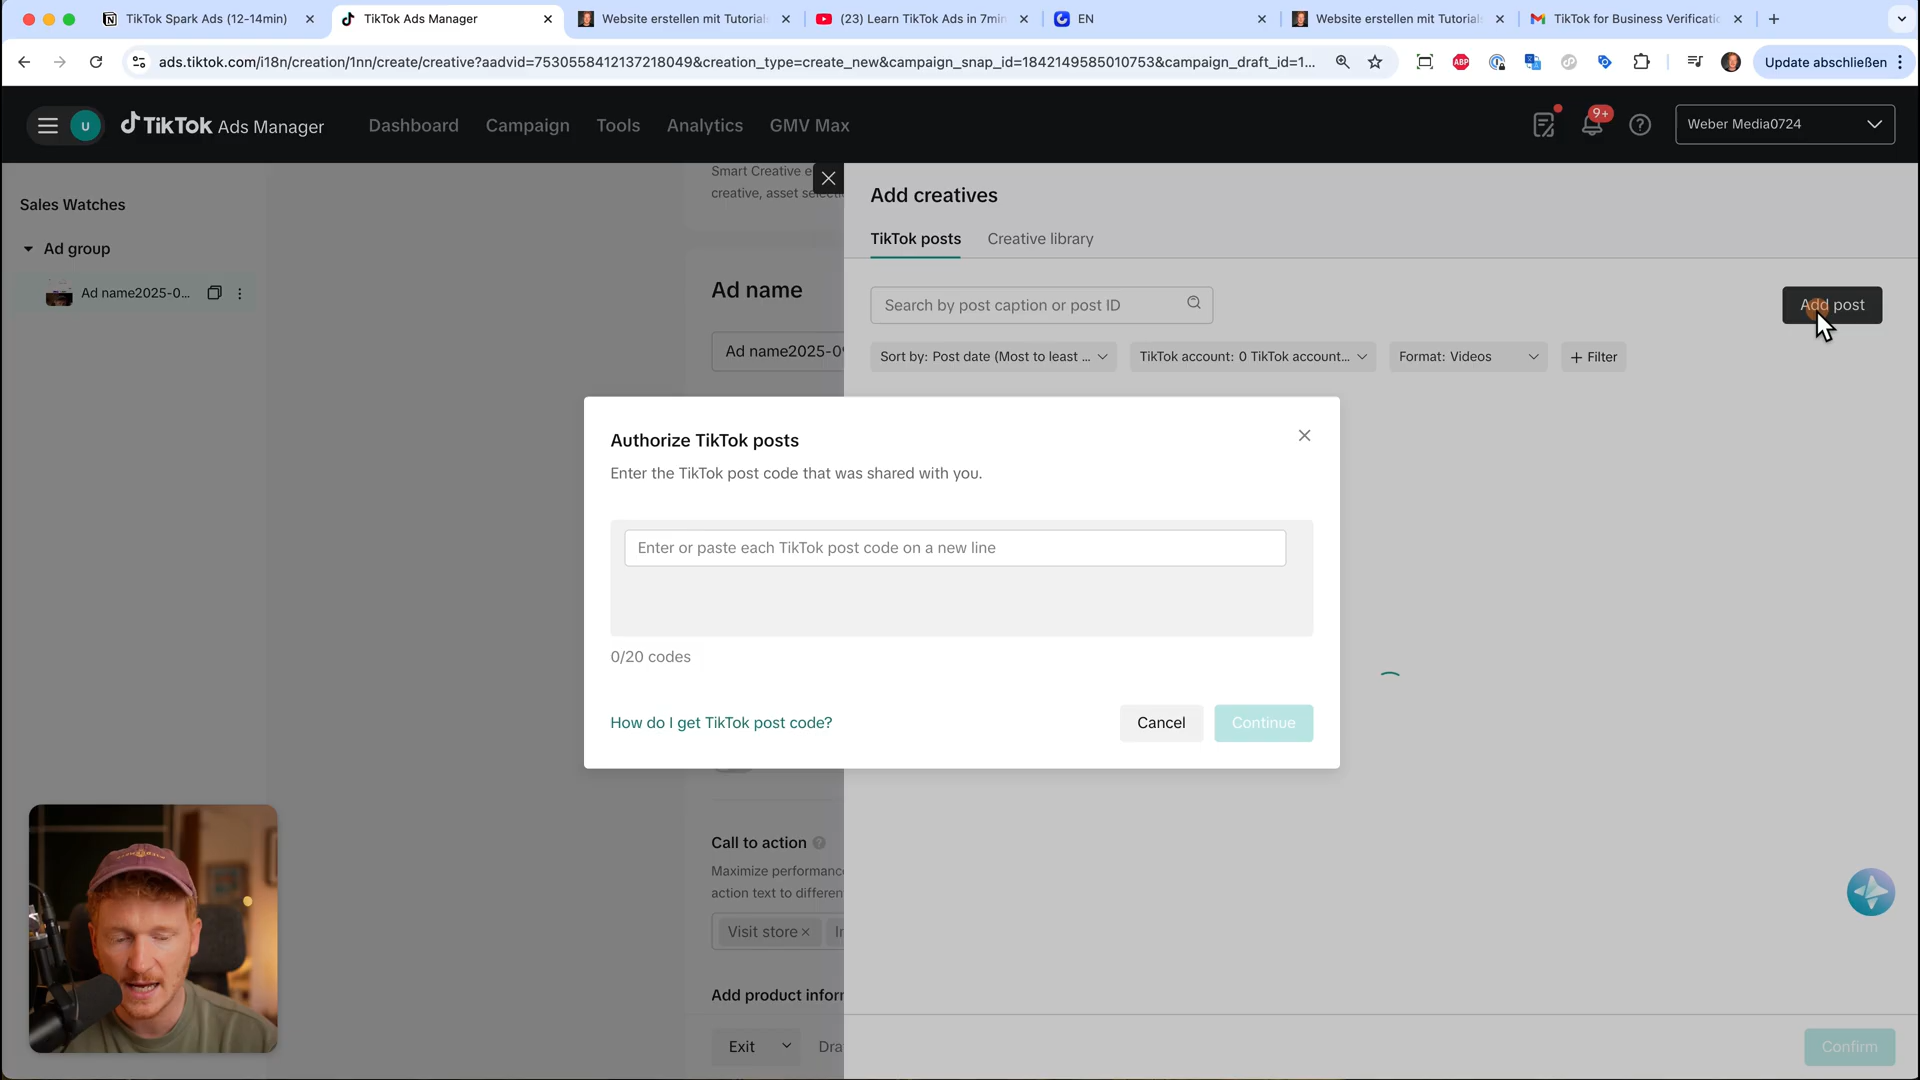 TikTok Spark Ads (12-14min)
TikTok Ads Manager
Website erstellen mit Tutorials
(23) Learn TikTok Ads in 7min
EN
Website erstellen mit Tutorials
TikTok for Business Verificatio
ads.tiktok.com/i18n/creation/1nn/create/creative?aadvid=7530558412137218049&creation_type=create_new&campaign_snap_id=1842149585010753&campaign_draft_id=1...
ABP
Update abschließen
U
TikTok Ads Manager
Dashboard
Campaign
Tools
Analytics
GMV Max
9+
Weber Media0724
Sales Watches
Ad group
Ad name2025-0...
Smart Creative e
creative, asset selecti
Ad name
Ad name2025-09
Add creatives
TikTok posts
Creative library
Search by post caption or post ID
Add post
Sort by: Post date (Most to least ...
TikTok account: 0 TikTok account...
Format: Videos
+ Filter
Authorize TikTok posts
Enter the TikTok post code that was shared with you.
Enter or paste each TikTok post code on a new line
0/20 codes
How do I get TikTok post code?
Cancel
Continue
Call to action
Maximize performance
action text to differen
Visit store ×
Add product inform
Exit
Dra
Confirm